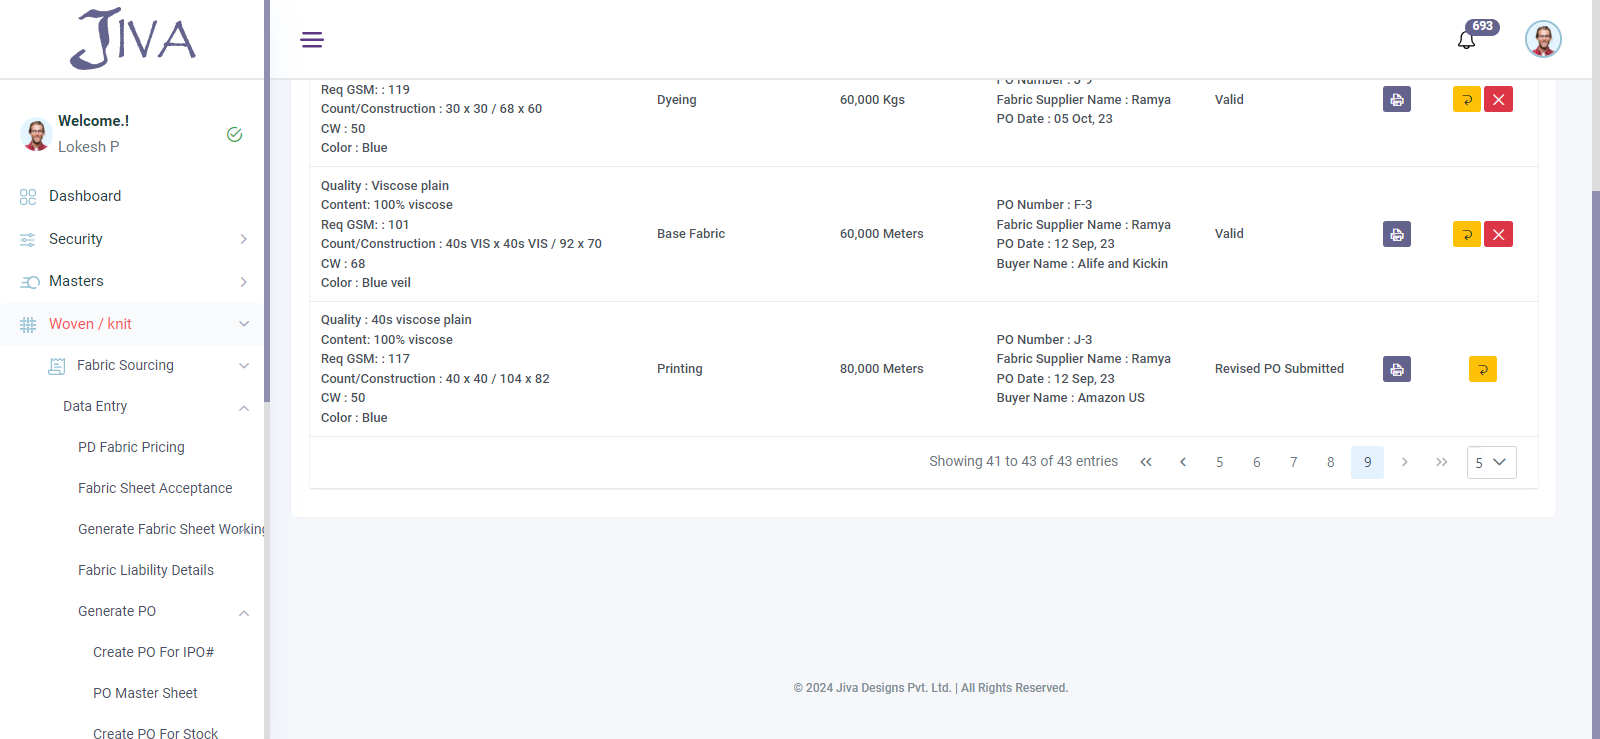 JIVA
693
Welcome.!
Lokesh P
Dashboard
Security
Masters
Woven / knit
Fabric Sourcing
Data Entry
PD Fabric Pricing
Fabric Sheet Acceptance
Generate Fabric Sheet Working
Fabric Liability Details
Generate PO
Create PO For IPO#
PO Master Sheet
Create PO For Stock
Req GSM: : 119
Count/Construction : 30 x 30 / 68 x 60
CW : 50
Color : Blue
Dyeing
60,000 Kgs
PO Number : J-9
Fabric Supplier Name : Ramya
PO Date : 05 Oct, 23
Valid
Quality : Viscose plain
Content: 100% viscose
Req GSM: : 101
Count/Construction : 40s VIS x 40s VIS / 92 x 70
CW : 68
Color : Blue veil
Base Fabric
60,000 Meters
PO Number : F-3
Fabric Supplier Name : Ramya
PO Date : 12 Sep, 23
Buyer Name : Alife and Kickin
Valid
Quality : 40s viscose plain
Content: 100% viscose
Req GSM: : 117
Count/Construction : 40 x 40 / 104 x 82
CW : 50
Color : Blue
Printing
80,000 Meters
PO Number : J-3
Fabric Supplier Name : Ramya
PO Date : 12 Sep, 23
Buyer Name : Amazon US
Revised PO Submitted
Showing 41 to 43 of 43 entries
5 6 7 8 9
5
© 2024 Jiva Designs Pvt. Ltd. | All Rights Reserved.